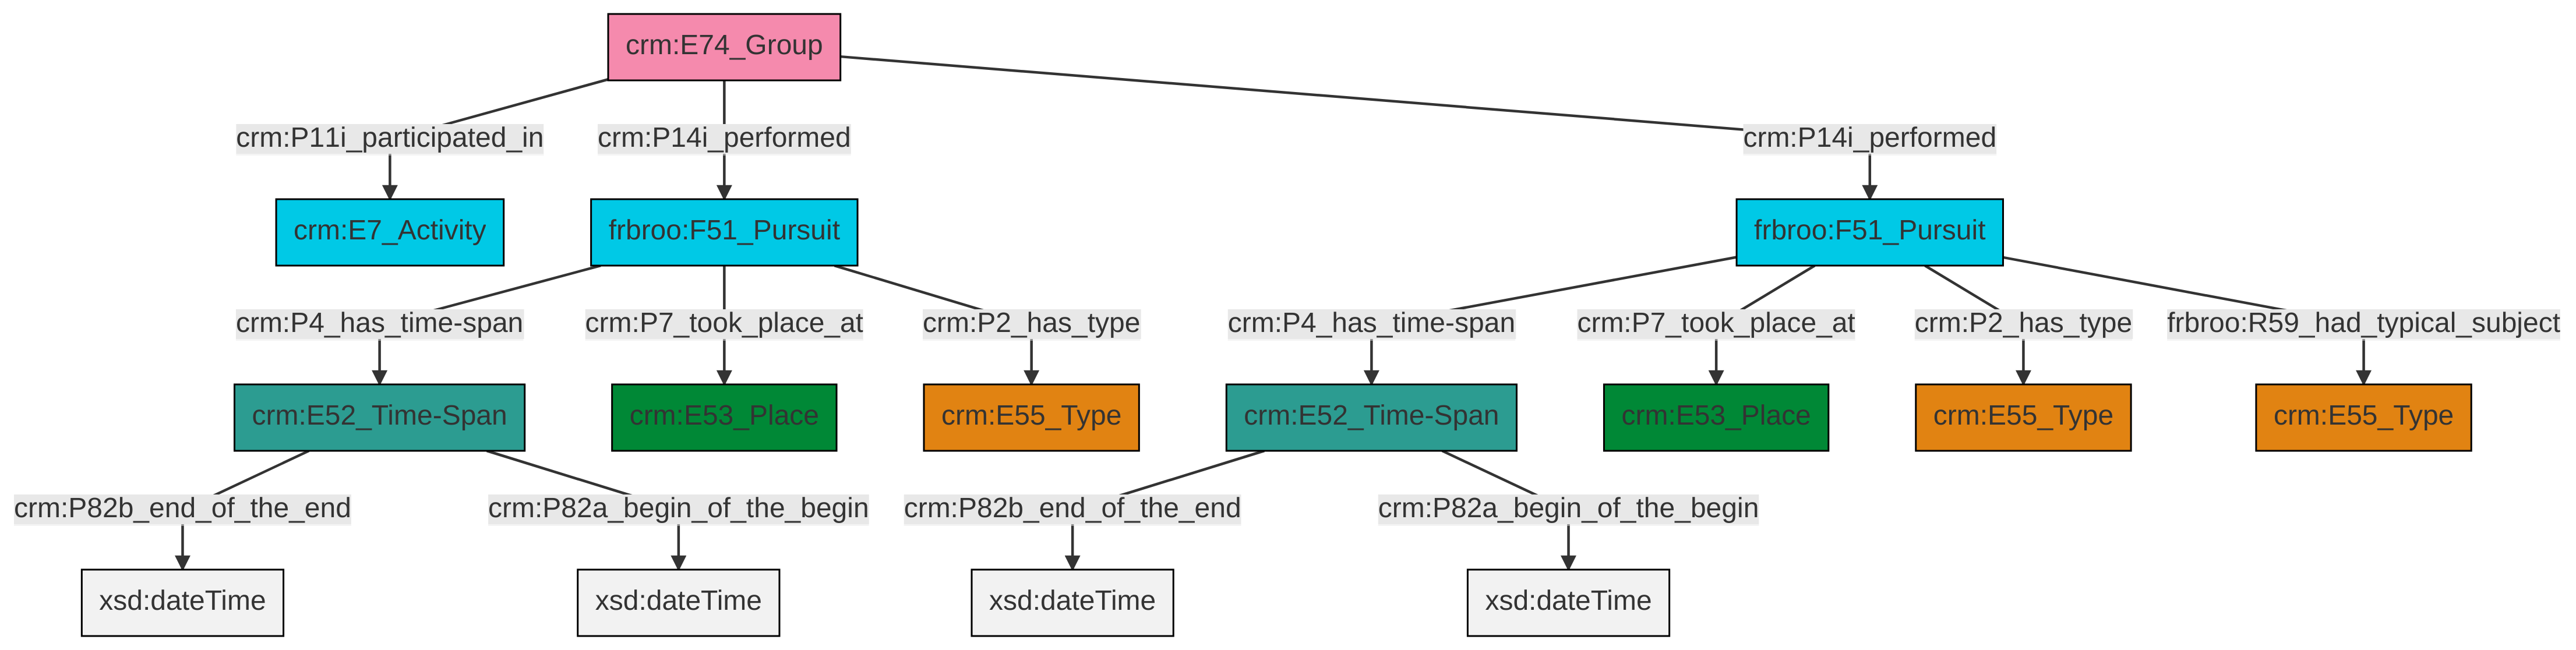 crm:E74_Group
crm:P11i_participated_in
crm:P14i_performed
crm:P14i_performed
crm:E7_Activity
frbroo:F51_Pursuit
frbroo:F51_Pursuit
crm:P4_has_time-span
crm:P7_took_place_at
crm:P2_has_type
crm:P4_has_time-span
crm:P7_took_place_at
crm:P2_has_type
frbroo:R59_had_typical_subject
crm:E52_Time-Span
crm:E53_Place
crm:E55_Type
crm:E52_Time-Span
crm:E53_Place
crm:E55_Type
crm:E55_Type
crm:P82b_end_of_the_end
crm:P82a_begin_of_the_begin
crm:P82b_end_of_the_end
crm:P82a_begin_of_the_begin
xsd:dateTime
xsd:dateTime
xsd:dateTime
xsd:dateTime